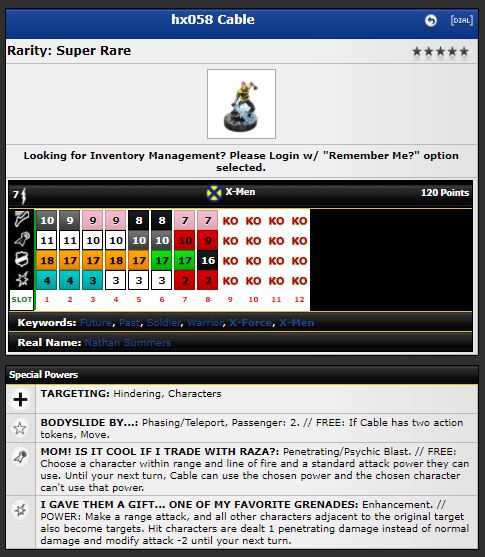 hx058 Cable
[DIAL]
Rarity: Super Rare
Looking for Inventory Management? Please Login w/ "Remember Me?" option
selected.
7 X-Men 120 Points
10 9 9 9 8 8 7 7 KO KO KO KO
11 11 10 10 10 10 10 9 KO KO KO KO
18 17 17 18 17 17 17 16 KO KO KO KO
4 4 3 3 3 3 2 2 KO KO KO KO
SLOT 1 2 3 4 5 6 7 8 9 10 11 12
Keywords: Future, Past, Soldier, Warrior, X-Force, X-Men
Real Name: Nathan Summers
Special Powers
TARGETING: Hindering, Characters
BODYSLIDE BY...: Phasing/Teleport, Passenger: 2. // FREE: If Cable has two action
tokens, Move.
MOM! IS IT COOL IF I TRADE WITH RAZA?: Penetrating/Psychic Blast. // FREE:
Choose a character within range and line of fire and a standard attack power they can
use. Until your next turn, Cable can use the chosen power and the chosen character
can't use that power.
I GAVE THEM A GIFT... ONE OF MY FAVORITE GRENADES: Enhancement. //
POWER: Make a range attack, and all other characters adjacent to the original target
also become targets. Hit characters are dealt 1 penetrating damage instead of normal
damage and modify attack -2 until your next turn.